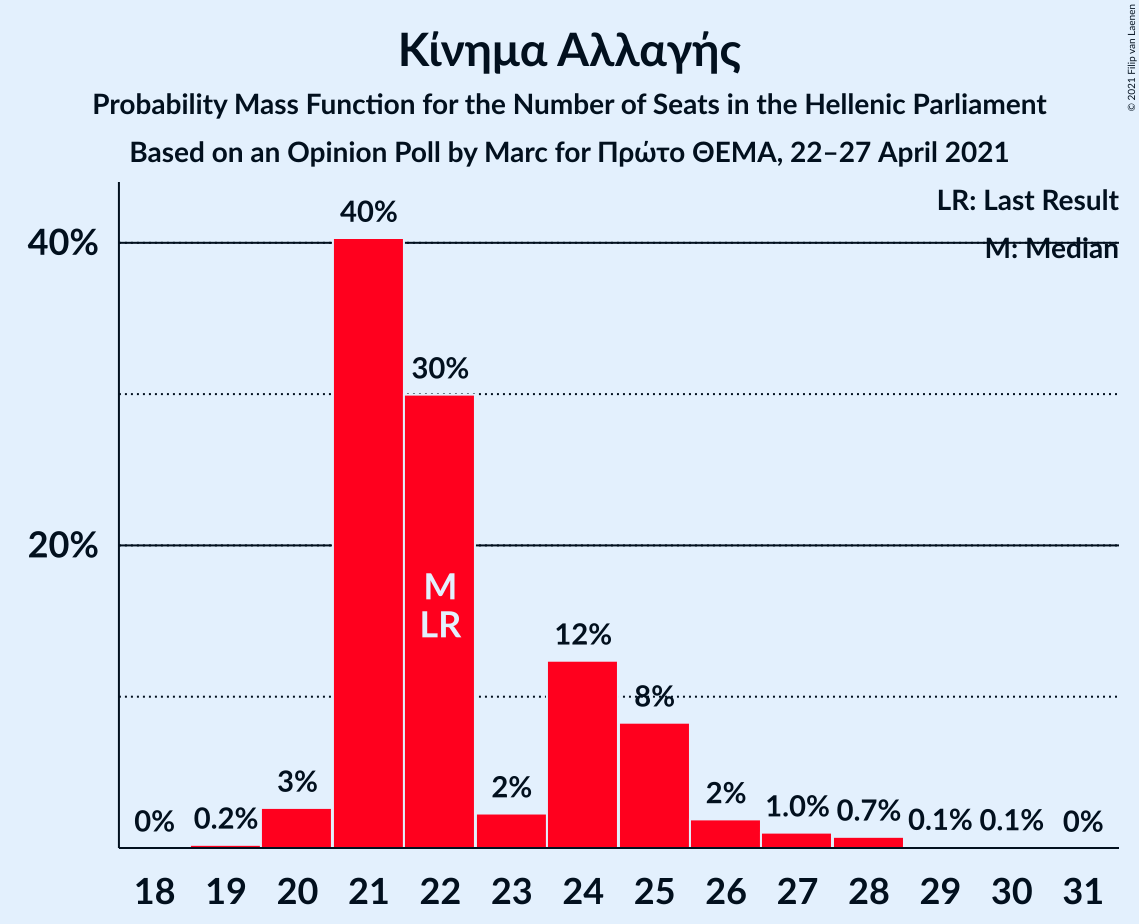 Κίνημα Αλλαγής
Probability Mass Function for the Number of Seats in the Hellenic Parliament
Based on an Opinion Poll by Marc for Πρώτο ΘΕΜΑ, 22–27 April 2021
© 2021 Filip van Laenen
LR: Last Result
M: Median
40%
20%
0%
0.2%
3%
40%
30%
2%
12%
8%
2%
1.0%
0.7%
0.1%
0.1%
0%
M
LR
18 19 20 21 22 23 24 25 26 27 28 29 30 31